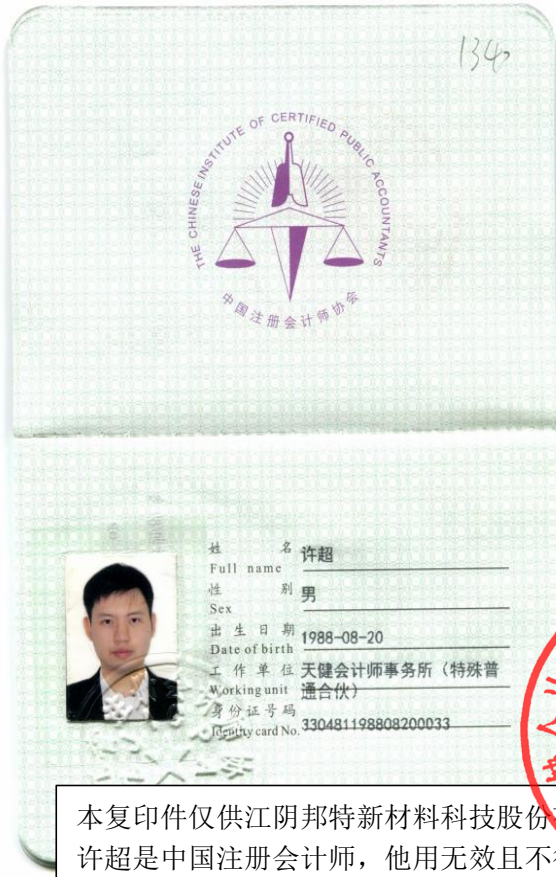 134
THE CHINESE INSTITUTE OF CERTIFIED PUBLIC ACCOUNTANTS
中国注册会计师协会
姓 名 许超
Full name
性 别 男
Sex
出生日期 1988-08-20
Date of birth
工作单位 天健会计师事务所（特殊普
Working unit 通合伙）
身份证号码 330481198808200033
Identity card No.
本复印件仅供江阴邦特新材料科技股份
许超是中国注册会计师，他用无效且不